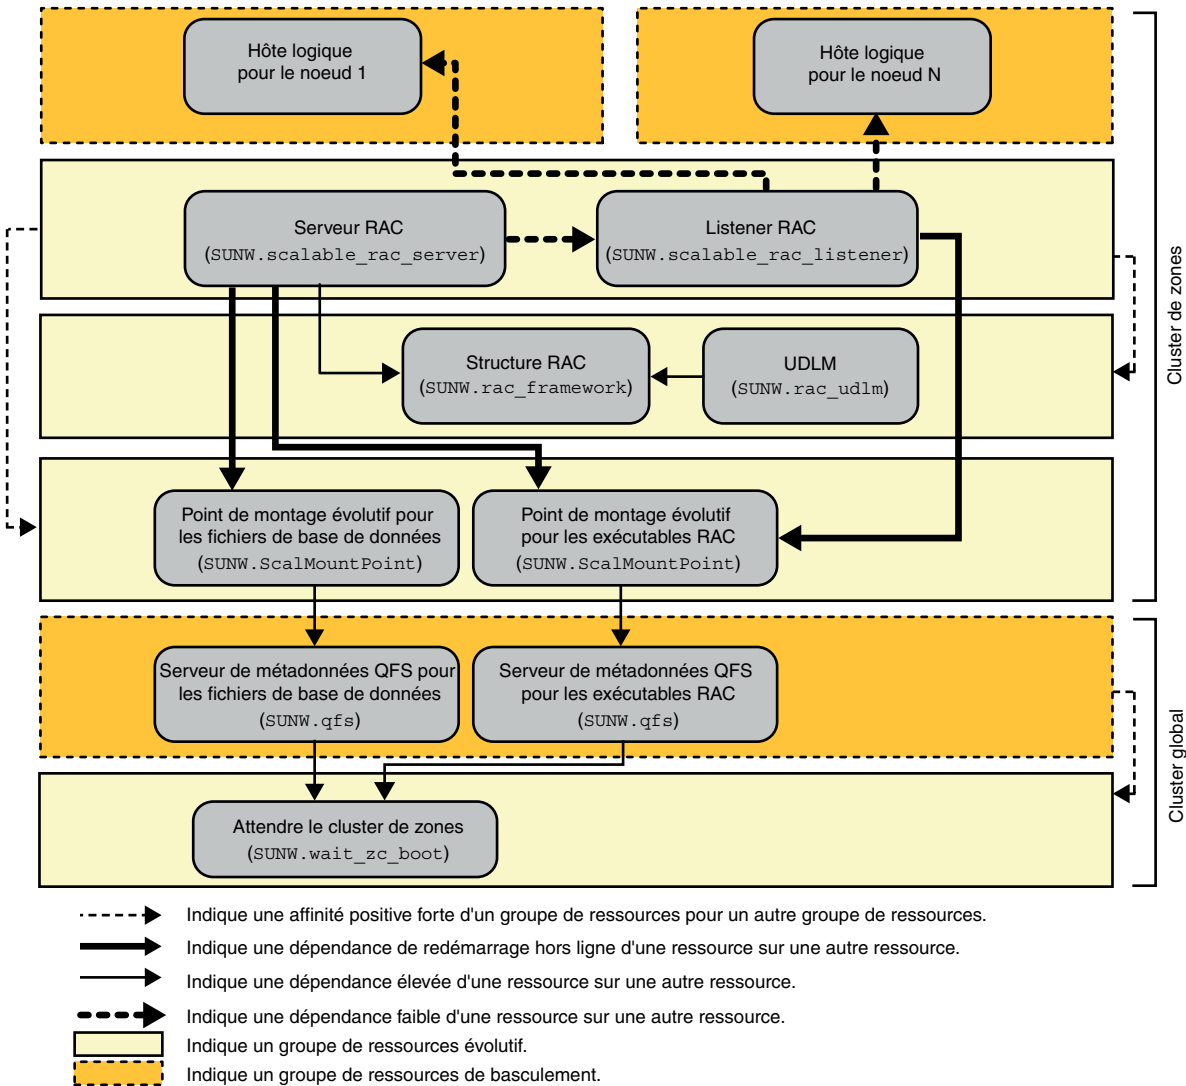 Hôte logique
pour le noeud 1
Hôte logique
pour le noeud N
Serveur RAC
(SUNW.scalable_rac_server)
Listener RAC
(SUNW.scalable_rac_listener)
Structure RAC
(SUNW.rac_framework)
UDLM
(SUNW.rac_udlm)
Cluster de zones
Point de montage évolutif pour
les fichiers de base de données
(SUNW.ScalMountPoint)
Point de montage évolutif
pour les exécutables RAC
(SUNW.ScalMountPoint)
Serveur de métadonnées QFS pour
les fichiers de base de données
(SUNW.qfs)
Serveur de métadonnées QFS
pour les exécutables RAC
(SUNW.qfs)
Cluster global
Attendre le cluster de zones
(SUNW.wait_zc_boot)
Indique une affinité positive forte d'un groupe de ressources pour un autre groupe de ressources.
Indique une dépendance de redémarrage hors ligne d'une ressource sur une autre ressource.
Indique une dépendance élevée d'une ressource sur une autre ressource.
Indique une dépendance faible d'une ressource sur une autre ressource.
Indique un groupe de ressources évolutif.
Indique un groupe de ressources de basculement.